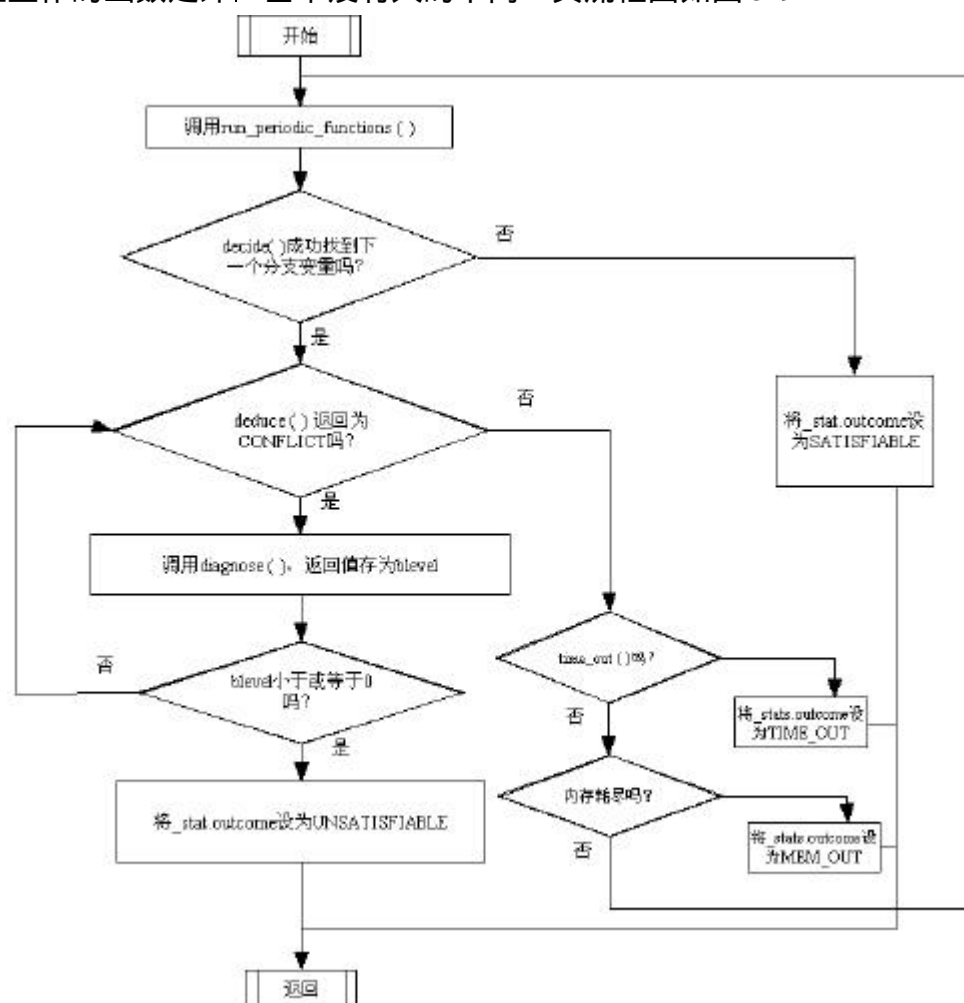 开始
调用run_periodic_functions( )
decide( )成功找到下
一个分支变量吗?
否
是
deduce( ) 返回为
CONFLICT吗?
否
将_stat.outcome设
为SATISFIABLE
是
调用diagnose( )，返回值存为blevel
time_out ( )吗?
否
blevel小于或等于0
吗?
将_stats.outcome设
为TIME_OUT
否
是
内存耗尽吗?
将_stat.outcome设为UNSATISFIABLE
将_stats.outcome设
为MEM_OUT
否
返回